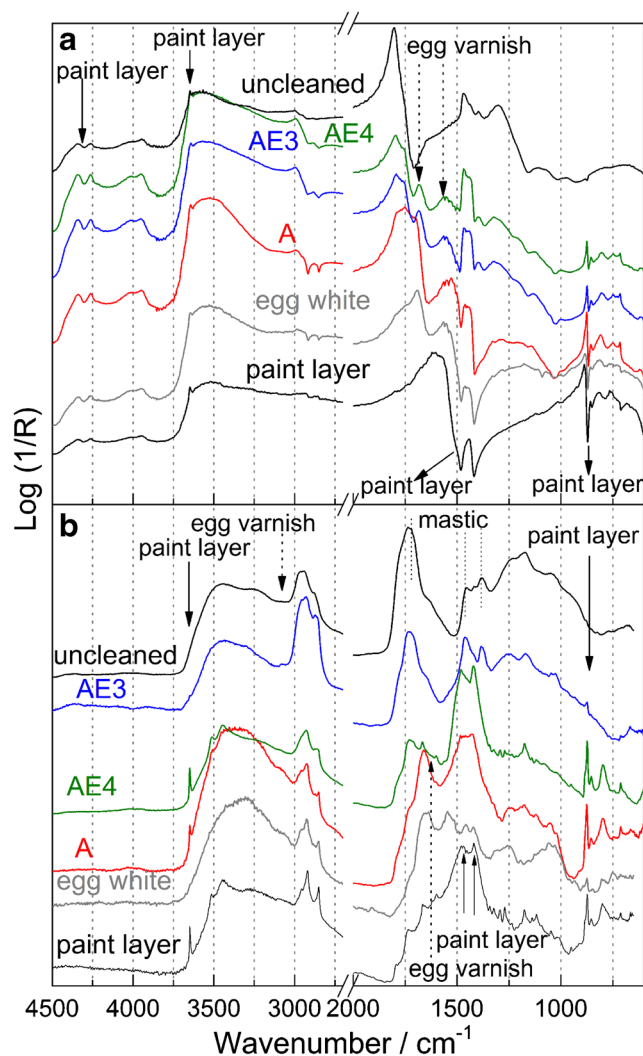 a
paint layer
paint layer
egg varnish
uncleaned
AE4
AE3
A
egg white
paint layer
paint layer
paint layer
Log (1/R)
b
egg varnish
mastic
paint layer
paint layer
uncleaned
AE3
AE4
A
egg white
paint layer
paint layer
egg varnish
4500 4000 3500 3000 2000 1500 1000
Wavenumber / cm⁻¹